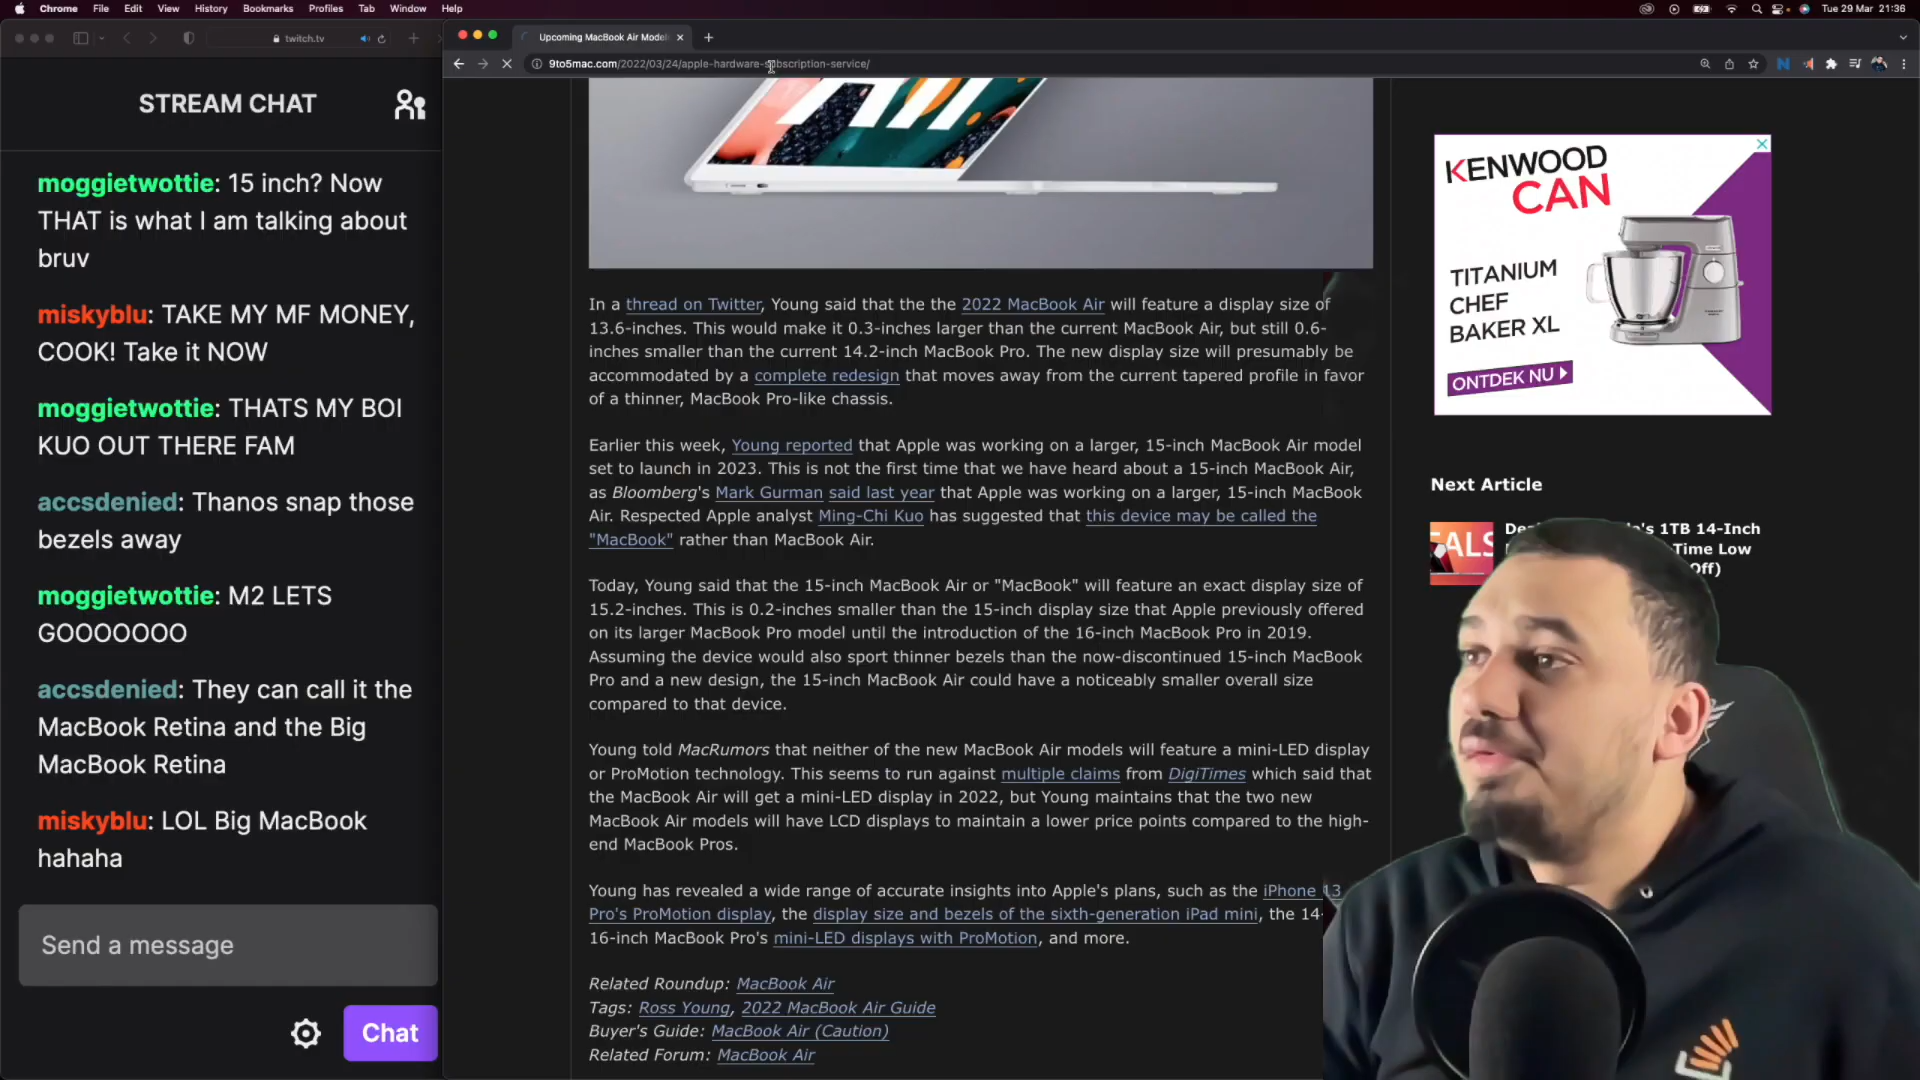 Chrome File Edit View History Bookmarks Profiles Tab Window Help
Tue 29 Mar 21:36
twitch.tv
Upcoming MacBook Air Model
9to5mac.com/2022/03/24/apple-hardware-subscription-service/
STREAM CHAT
moggietwottie: 15 inch? Now
THAT is what I am talking about
bruv
miskyblu: TAKE MY MF MONEY,
COOK! Take it NOW
moggietwottie: THATS MY BOI
KUO OUT THERE FAM
accsdenied: Thanos snap those
bezels away
moggietwottie: M2 LETS
GOOOOOOO
accsdenied: They can call it the
MacBook Retina and the Big
MacBook Retina
miskyblu: LOL Big MacBook
hahaha
Send a message
Chat
In a thread on Twitter, Young said that the the 2022 MacBook Air will feature a display size of
13.6-inches. This would make it 0.3-inches larger than the current MacBook Air, but still 0.6-
inches smaller than the current 14.2-inch MacBook Pro. The new display size will presumably be
accommodated by a complete redesign that moves away from the current tapered profile in favor
of a thinner, MacBook Pro-like chassis.
Earlier this week, Young reported that Apple was working on a larger, 15-inch MacBook Air model
set to launch in 2023. This is not the first time that we have heard about a 15-inch MacBook Air,
as Bloomberg's Mark Gurman said last year that Apple was working on a larger, 15-inch MacBook
Air. Respected Apple analyst Ming-Chi Kuo has suggested that this device may be called the
"MacBook" rather than MacBook Air.
Today, Young said that the 15-inch MacBook Air or "MacBook" will feature an exact display size of
15.2-inches. This is 0.2-inches smaller than the 15-inch display size that Apple previously offered
on its larger MacBook Pro model until the introduction of the 16-inch MacBook Pro in 2019.
Assuming the device would also sport thinner bezels than the now-discontinued 15-inch MacBook
Pro and a new design, the 15-inch MacBook Air could have a noticeably smaller overall size
compared to that device.
Young told MacRumors that neither of the new MacBook Air models will feature a mini-LED display
or ProMotion technology. This seems to run against multiple claims from DigiTimes which said that
the MacBook Air will get a mini-LED display in 2022, but Young maintains that the two new
MacBook Air models will have LCD displays to maintain a lower price points compared to the high-
end MacBook Pros.
Young has revealed a wide range of accurate insights into Apple's plans, such as the iPhone 13
Pro's ProMotion display, the display size and bezels of the sixth-generation iPad mini, the 14-
16-inch MacBook Pro's mini-LED displays with ProMotion, and more.
Related Roundup: MacBook Air
Tags: Ross Young, 2022 MacBook Air Guide
Buyer's Guide: MacBook Air (Caution)
Related Forum: MacBook Air
KENWOOD
CAN
TITANIUM
CHEF
BAKER XL
ONTDEK NU
Next Article
's 1TB 14-Inch
Time Low
Off)